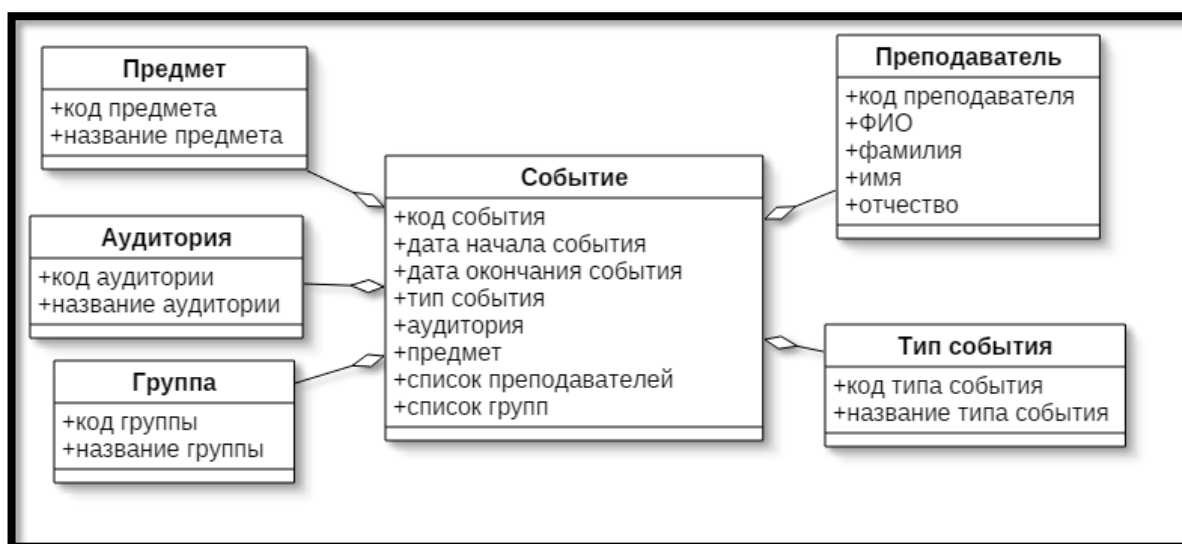 Предмет
+код предмета
+название предмета
Аудитория
+код аудитории
+название аудитории
Группа
+код группы
+название группы
Событие
+код события
+дата начала события
+дата окончания события
+тип события
+аудитория
+предмет
+список преподавателей
+список групп
Преподаватель
+код преподавателя
+ФИО
+фамилия
+имя
+отчество
Тип события
+код типа события
+название типа события